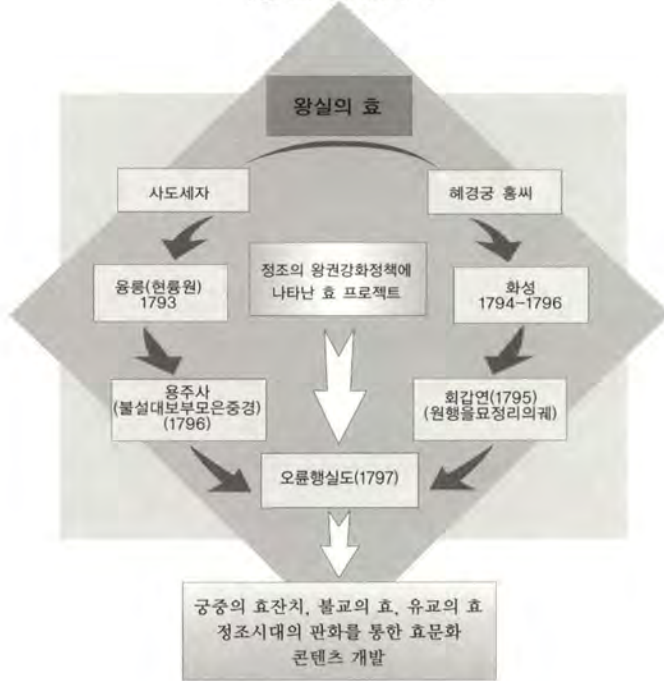 왕실의 효
사도세자
혜경궁 홍씨
정조의 왕권강화정책에
나타난 효 프로젝트
융릉(현륭원)
1793
화성
1794-1796
용주사
(불설대보부모은중경)
(1796)
회갑연(1795)
(원행을묘정리의궤)
오륜행실도(1797)
궁중의 효잔치, 불교의 효, 유교의 효
정조시대의 판화를 통한 효문화
콘텐츠 개발